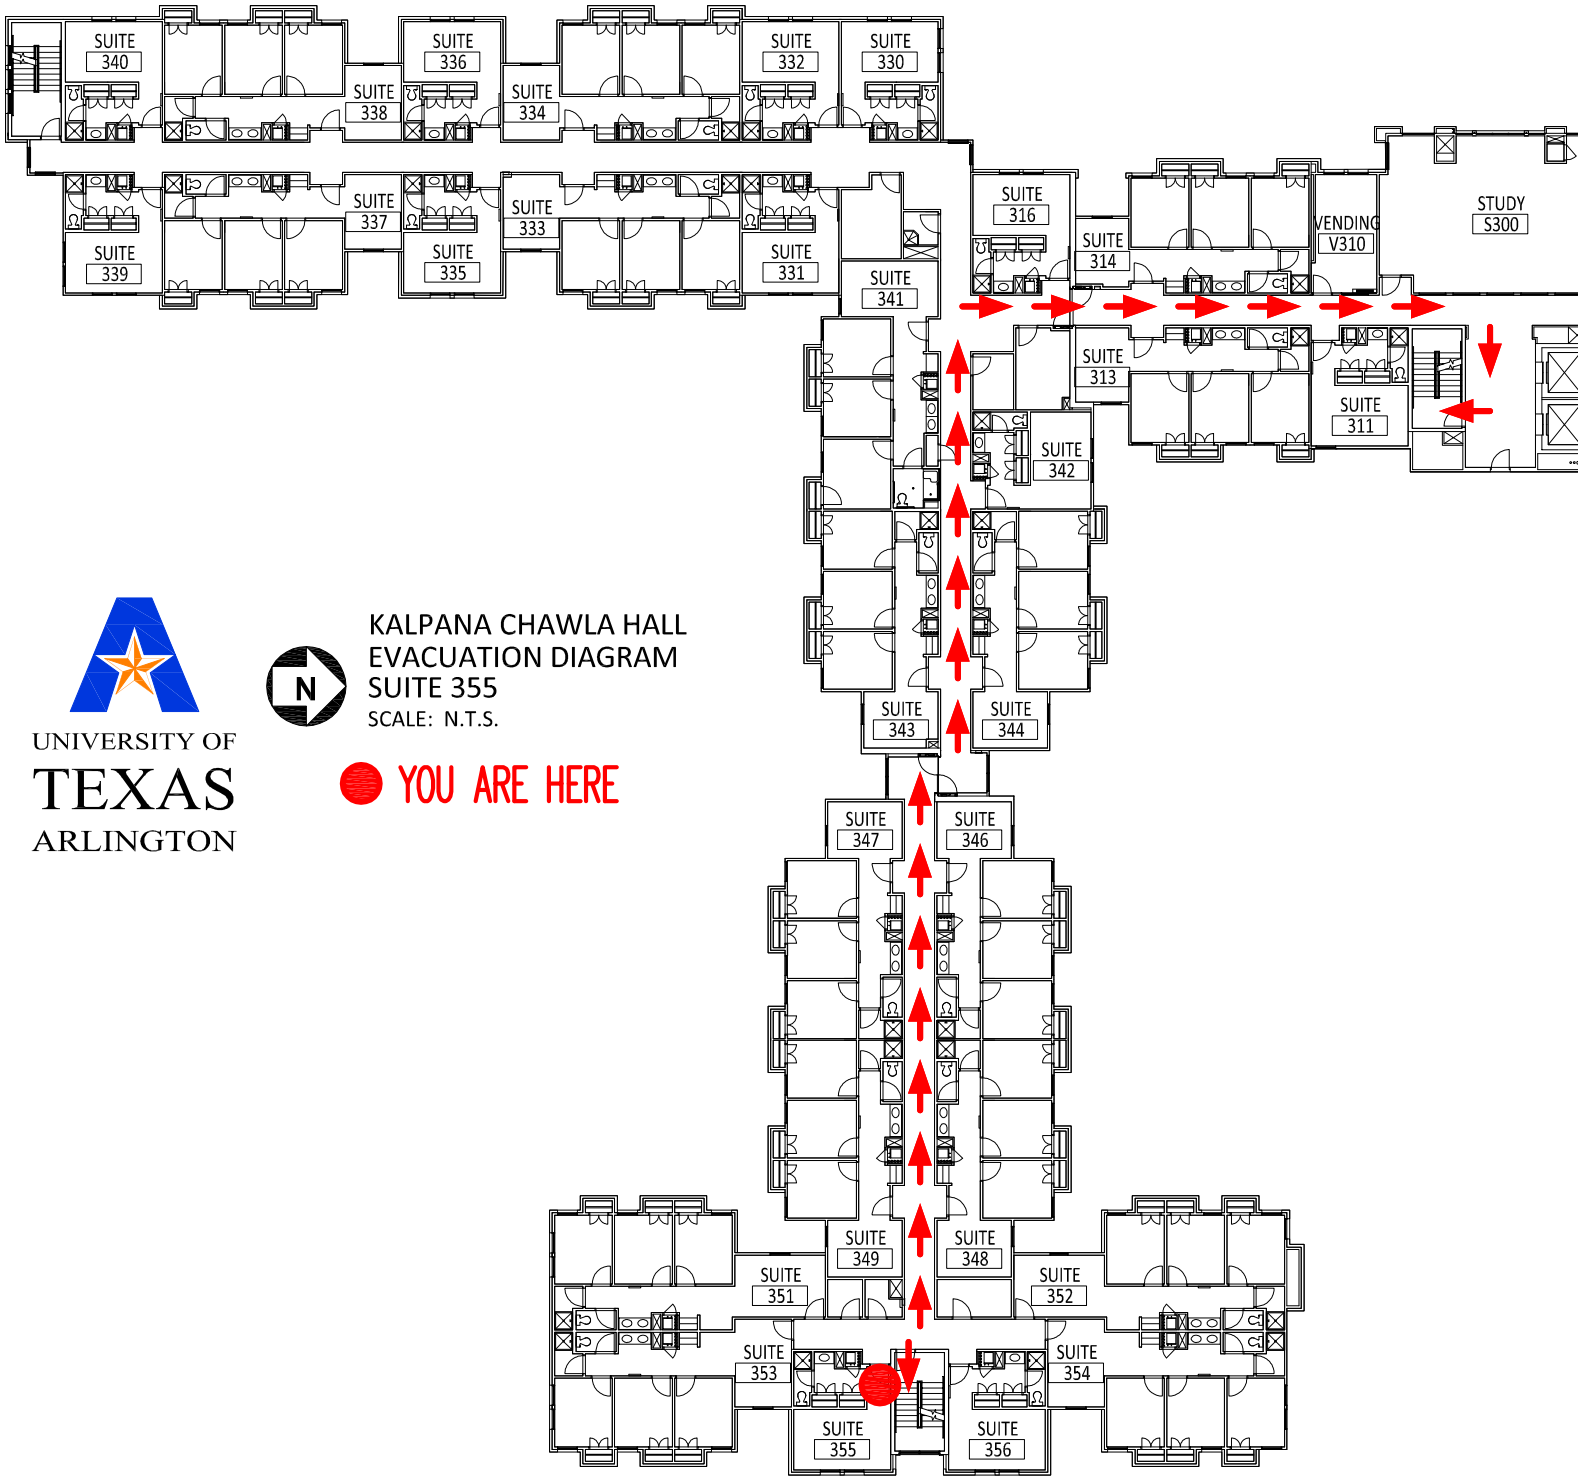 SUITE
340
SUITE
338
SUITE
336
SUITE
334
SUITE
332
SUITE
330
SUITE
339
SUITE
337
SUITE
335
SUITE
333
SUITE
331
SUITE
341
SUITE
316
SUITE
314
VENDING
V310
STUDY
S300
SUITE
313
SUITE
311
SUITE
342
SUITE
343
SUITE
344
UNIVERSITY OF
TEXAS
ARLINGTON
N
KALPANA CHAWLA HALL
EVACUATION DIAGRAM
SUITE 355
SCALE: N.T.S.
YOU ARE HERE
SUITE
347
SUITE
346
SUITE
349
SUITE
348
SUITE
351
SUITE
352
SUITE
353
SUITE
354
SUITE
355
SUITE
356